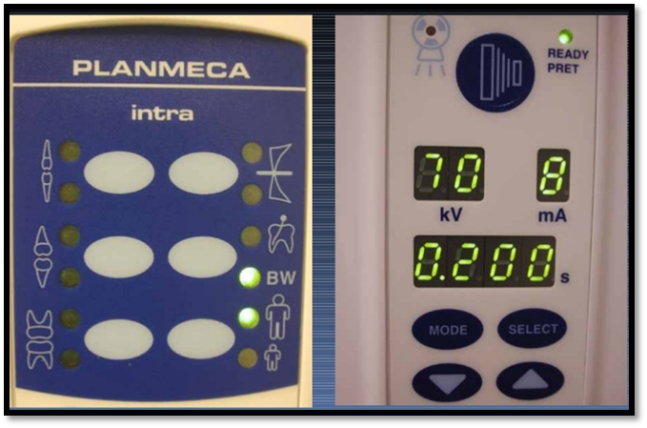 PLANMECA
intra
BW
READY
PRET
70
8
kV
mA
0.200 s
MODE
SELECT